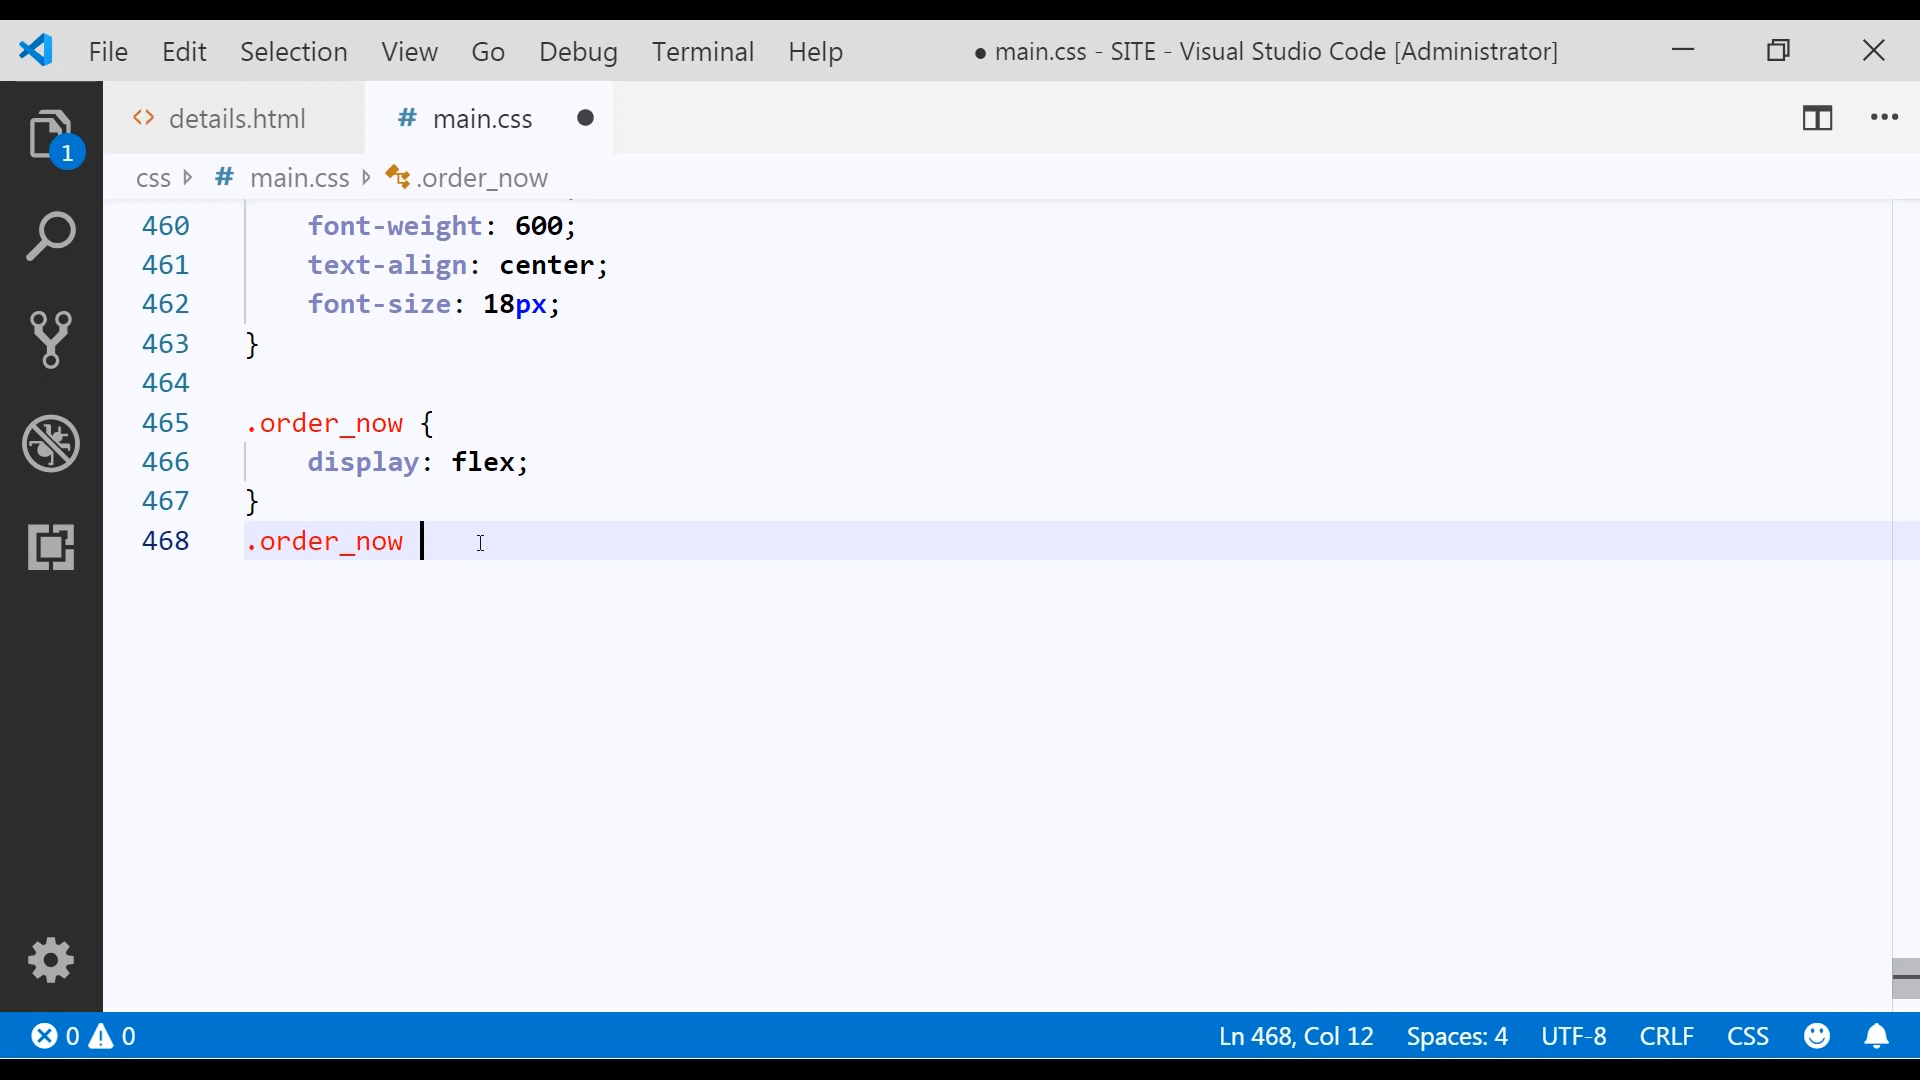 File Edit Selection View Go Debug Terminal Help ● main.css - SITE - Visual Studio Code [Administrator]
1
<> details.html # main.css ●
css # main.css .order_now
460 font-weight: 600;
461 text-align: center;
462 font-size: 18px;
463 }
464
465 .order_now {
466 display: flex;
467 }
468 .order_now
0 0 Ln 468, Col 12 Spaces: 4 UTF-8 CRLF CSS